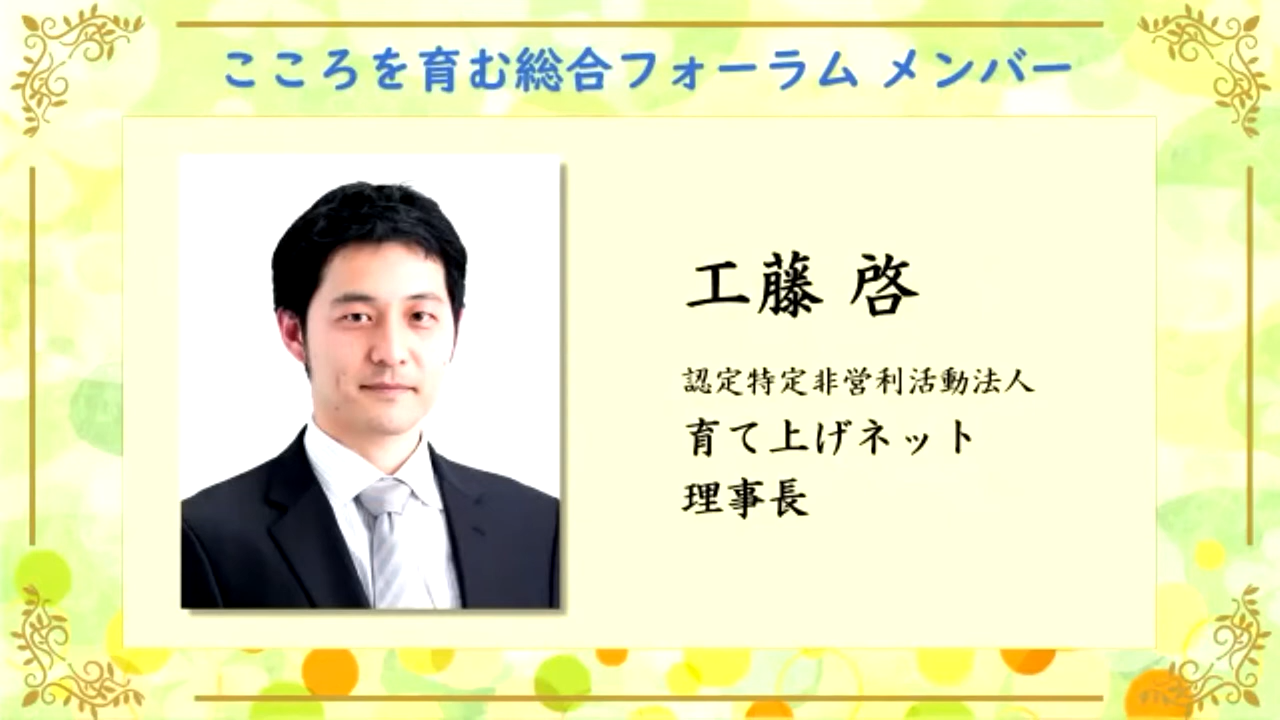 こころを育む総合フォーラム メンバー
工藤 啓
認定特定非営利活動法人
育て上げネット
理事長